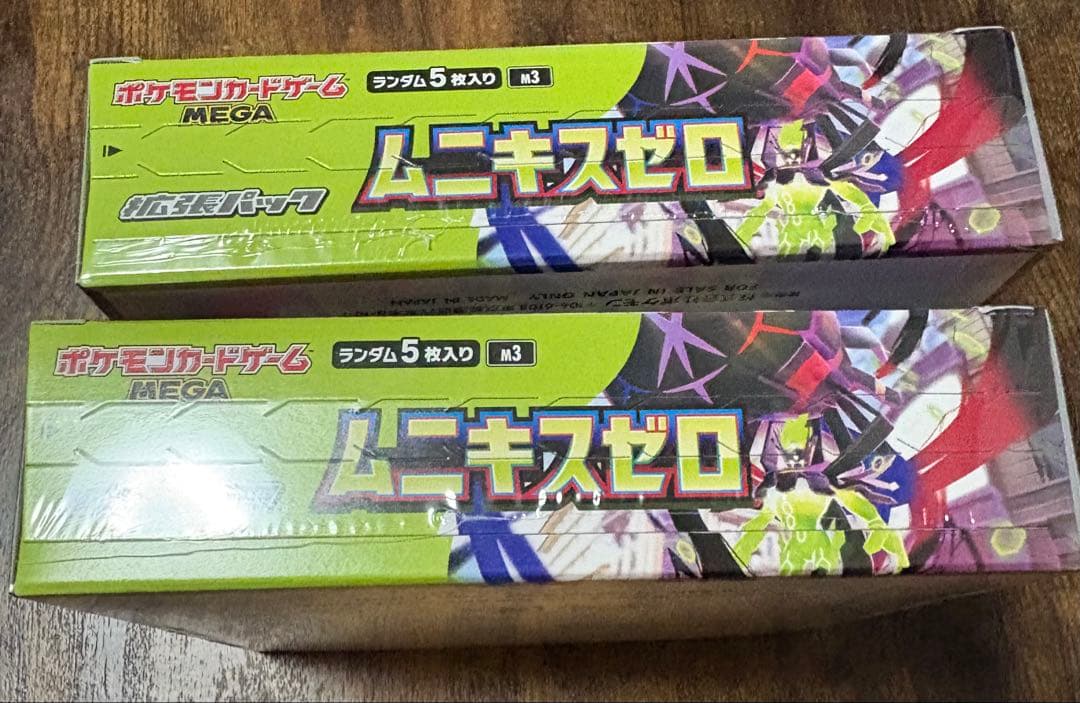 ポケモンカードゲーム
MEGA
ランダム5枚入り M3
ムニキスゼロ
拡張パック
FOR SALE IN JAPAN ONLY MADE IN JAPAN
ポケモンカードゲーム
MEGA
ランダム5枚入り M3
ムニキスゼロ